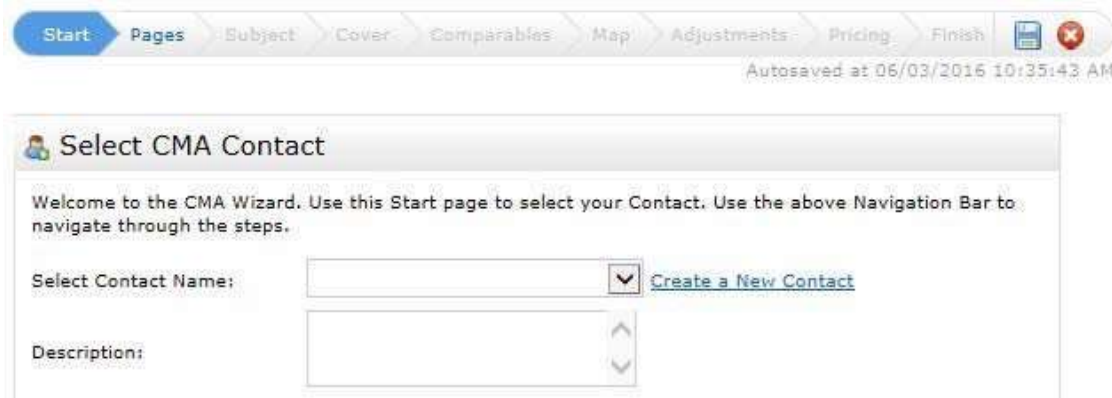 Start Pages Subject Cover Comparables Map Adjustments Pricing Finish
Autosaved at 06/03/2016 10:35:43 AM
Select CMA Contact
Welcome to the CMA Wizard. Use this Start page to select your Contact. Use the above Navigation Bar to
navigate through the steps.
Select Contact Name: Create a New Contact
Description: